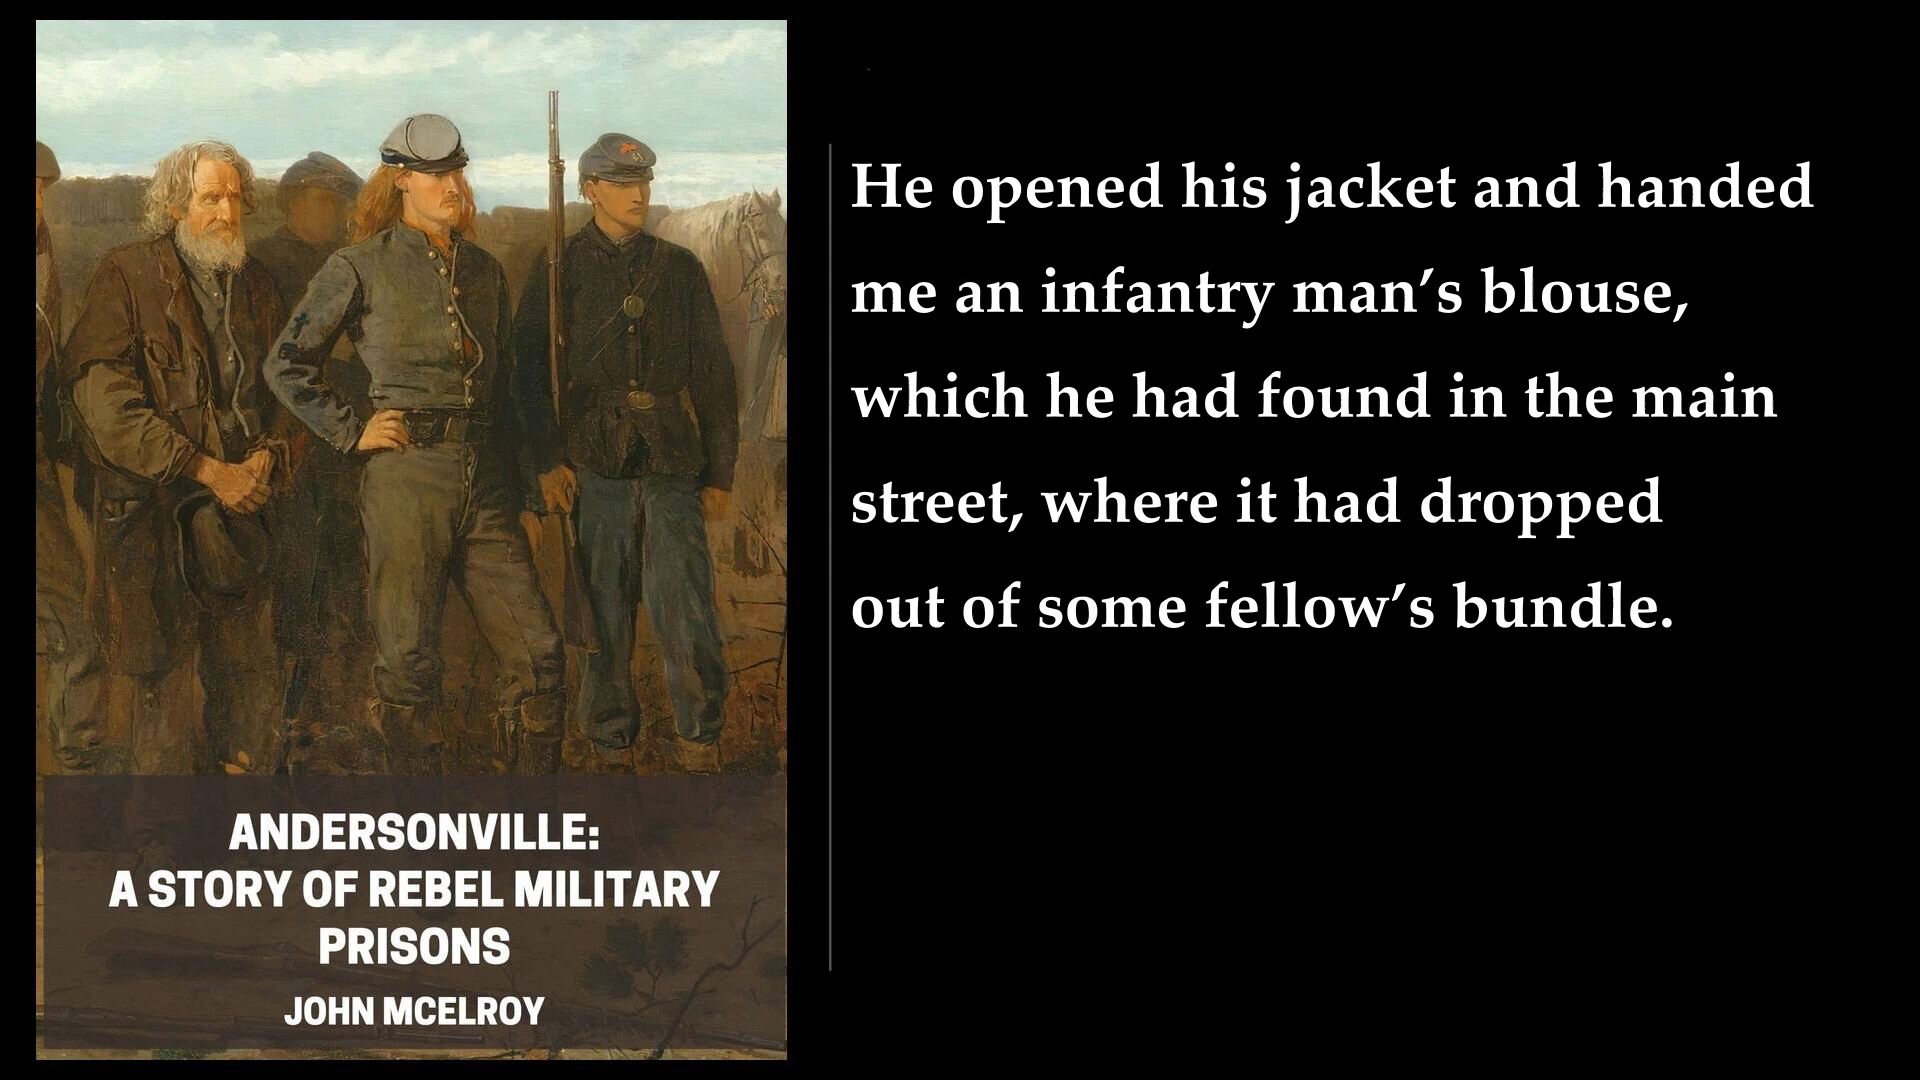 He opened his jacket and handed
me an infantry man’s blouse,
which he had found in the main
street, where it had dropped
out of some fellow’s bundle.
ANDERSONVILLE:
A STORY OF REBEL MILITARY
PRISONS
JOHN MCELROY